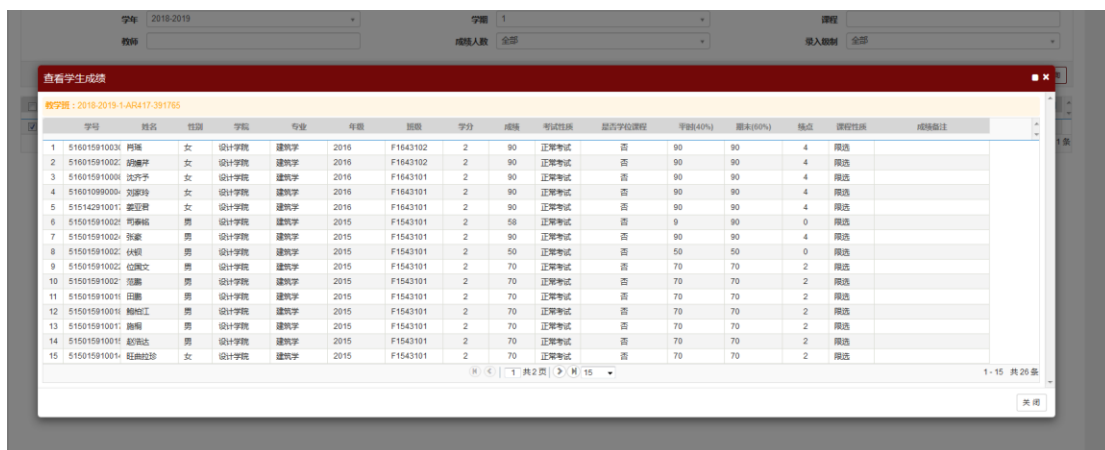 学年 2018-2019 学期 1 课程
教师 成绩人数 全部 录入级制 全部
查看学生成绩
教学班：2018-2019-1-AR417-391765
学号 姓名 性别 学院 专业 年级 班级 学分 成绩 考试性质 是否学位课程 平时(40%) 期末(60%) 绩点 课程性质 成绩备注
1 女 设计学院 建筑学 2016 F1643102 2 90 正常考试 否 90 90 4 限选
2 女 设计学院 建筑学 2016 F1643102 2 90 正常考试 否 90 90 4 限选
3 沈齐予 女 设计学院 建筑学 2016 F1643101 2 90 正常考试 否 90 90 4 限选
4 刘家玲 女 设计学院 建筑学 2016 F1643101 2 90 正常考试 否 90 90 4 限选
5 姜亚君 女 设计学院 建筑学 2016 F1643101 2 90 正常考试 否 90 90 4 限选
6 男 设计学院 建筑学 2015 F1543101 2 58 正常考试 否 9 90 0 限选
7 张豪 男 设计学院 建筑学 2015 F1543101 2 90 正常考试 否 90 90 4 限选
8 男 设计学院 建筑学 2015 F1543101 2 50 正常考试 否 50 50 0 限选
9 位国文 男 设计学院 建筑学 2015 F1543101 2 70 正常考试 否 70 70 2 限选
10 范鹏 男 设计学院 建筑学 2015 F1543101 2 70 正常考试 否 70 70 2 限选
11 田鹏 男 设计学院 建筑学 2015 F1543101 2 70 正常考试 否 70 70 2 限选
12 鲍柏江 男 设计学院 建筑学 2015 F1543101 2 70 正常考试 否 70 70 2 限选
13 施桐 男 设计学院 建筑学 2015 F1543101 2 70 正常考试 否 70 70 2 限选
14 赵浩达 男 设计学院 建筑学 2015 F1543101 2 70 正常考试 否 70 70 2 限选
15 旺曲拉珍 女 设计学院 建筑学 2015 F1543101 2 70 正常考试 否 70 70 2 限选
1 共2页 15 1 - 15 共26条
关闭